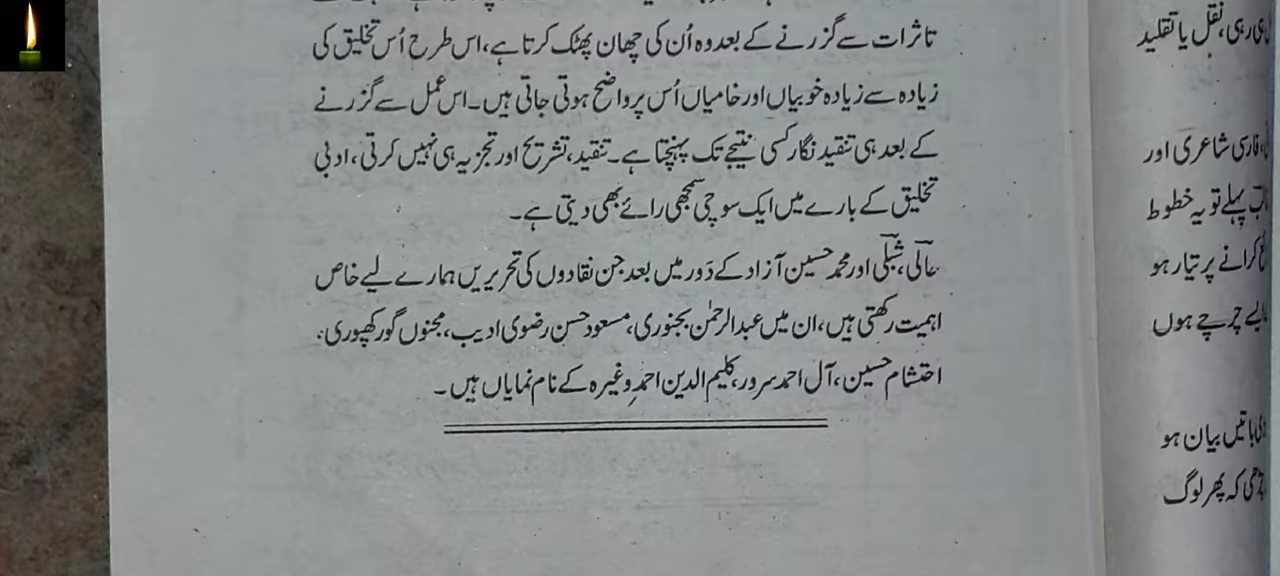 تاثرات سے گزرنے کے بعد وہ اُن کی چھان پھٹک کرتا ہے، اس طرح اُس تخلیق کی
زیادہ سے زیادہ خوبیاں اور خامیاں اُس پر واضح ہوتی جاتی ہیں۔ اس عمل سے گزرنے
کے بعد ہی تنقید نگار کسی نتیجے تک پہنچتا ہے۔ تنقید، تشریح اور تجزیہ ہی نہیں کرتی، ادبی
تخلیق کے بارے میں ایک سوچی سمجھی رائے بھی دیتی ہے۔
حالی، شبلی اور محمد حسین آزاد کے دَور میں بعد جن نقادوں کی تحریریں ہمارے لیے خاص
اہمیت رکھتی ہیں، ان میں عبدالرحمٰن بجنوری، مسعود حسن رضوی ادیب، مجنوں گورکھپوری،
احتشام حسین، آل احمد سرور، کلیم الدین احمد وغیرہ کے نام نمایاں ہیں۔
رہی، نقل یا تقلید
فارسی شاعری اور
پہلے تو یہ خطوط
کرانے پر تیار ہو
چرچے ہوں
باتیں بیان ہو
کہ پھر لوگ